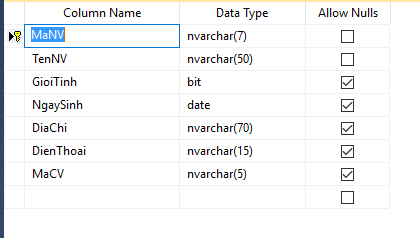 Column Name Data Type Allow Nulls
MaNV nvarchar(7)
TenNV nvarchar(50)
GioiTinh bit
NgaySinh date
DiaChi nvarchar(70)
DienThoai nvarchar(15)
MaCV nvarchar(5)